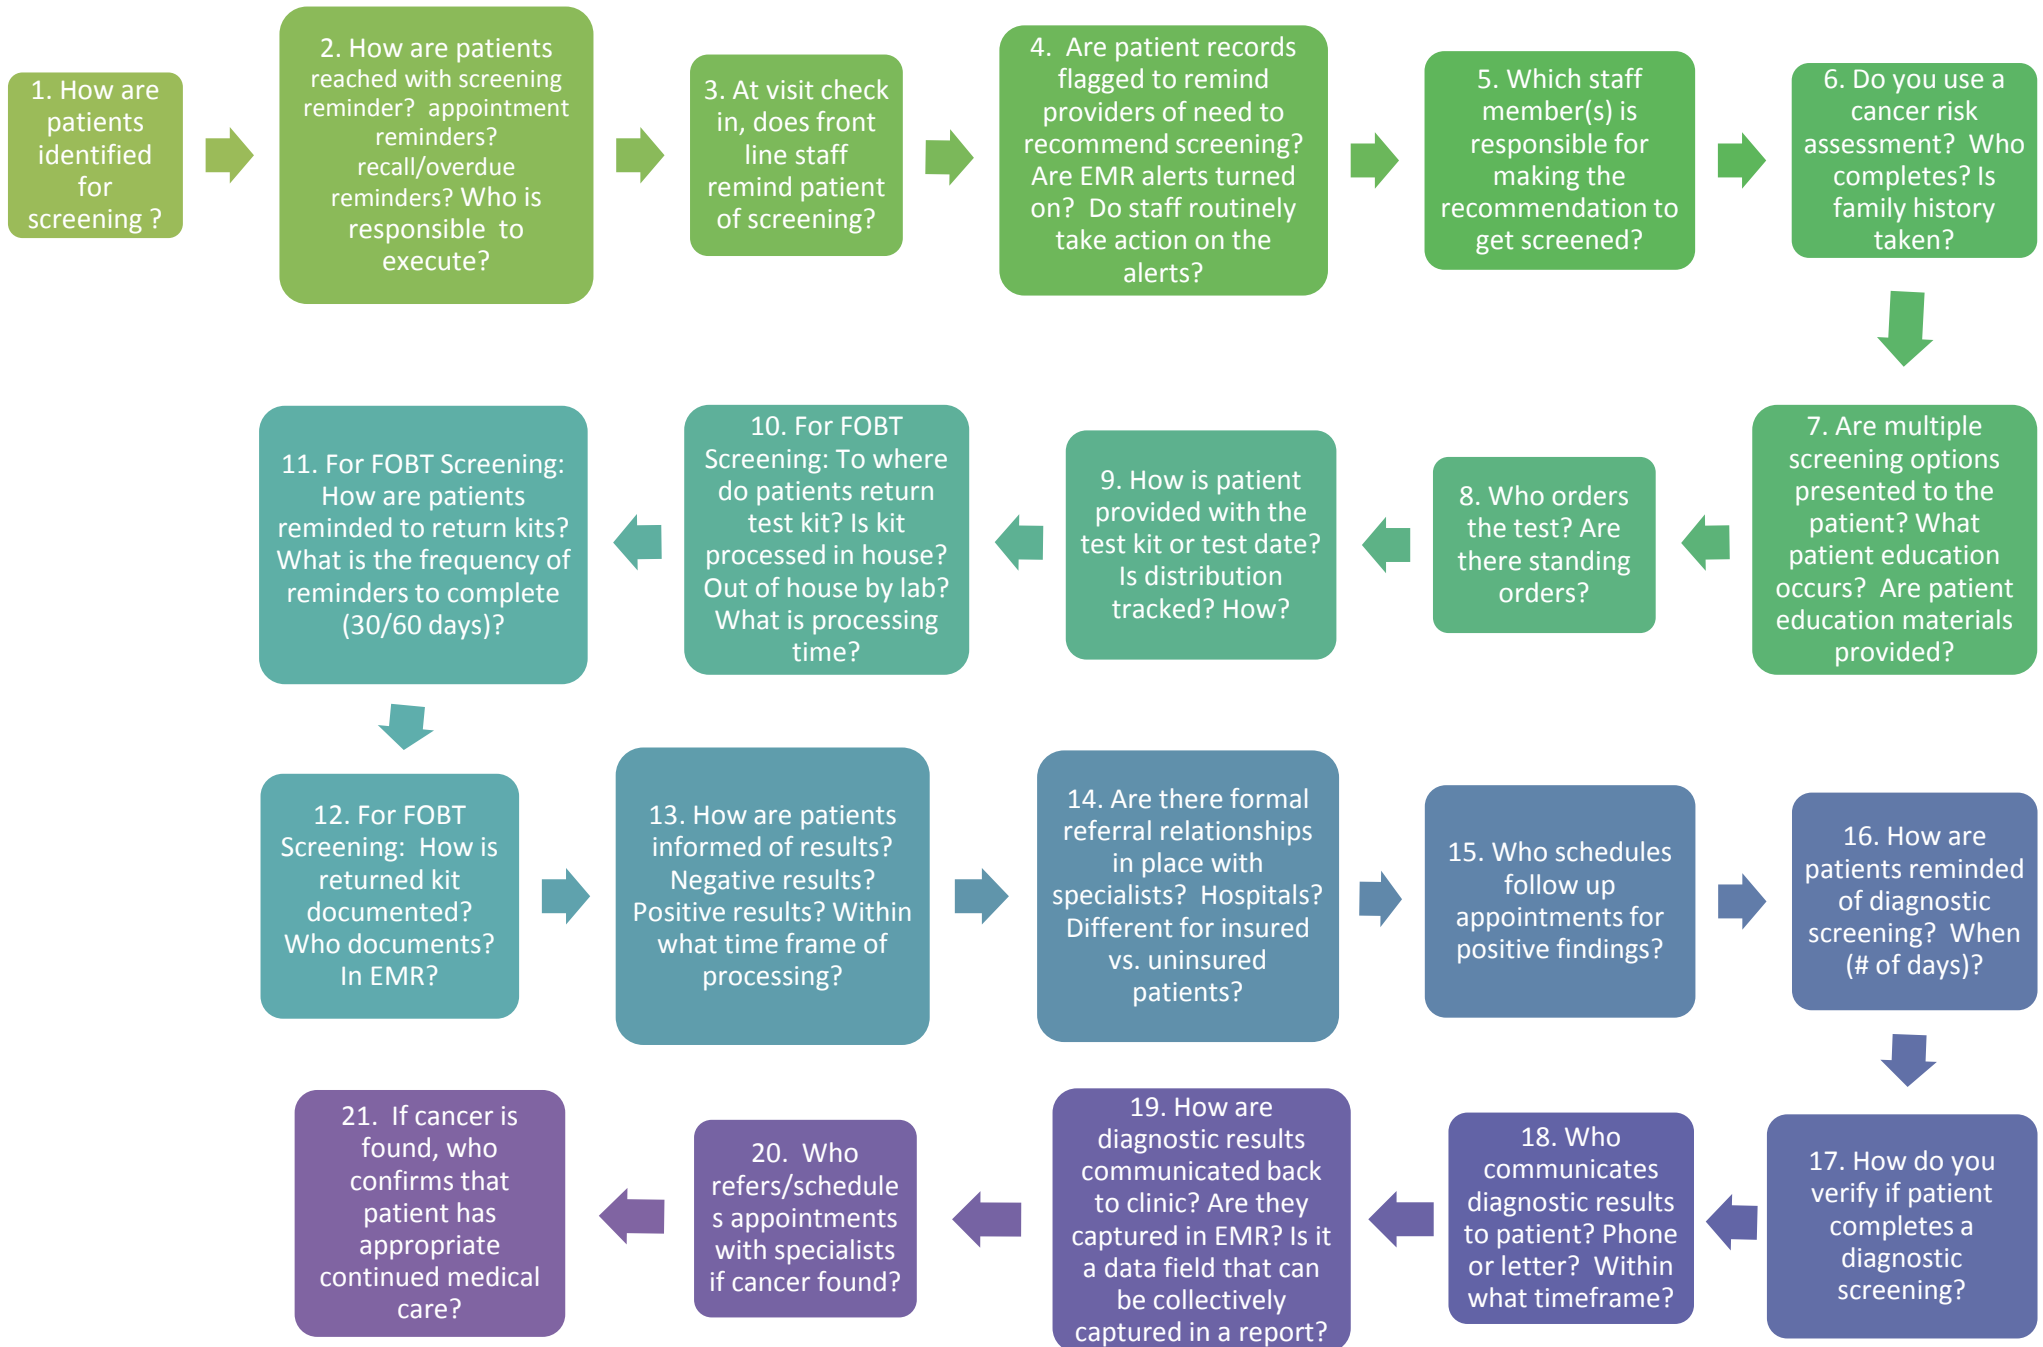 1. How are
patients
identified
for
screening ?
2. How are patients
reached with screening
reminder? appointment
reminders?
recall/overdue
reminders? Who is
responsible to
execute?
3. At visit check
in, does front
line staff
remind patient
of screening?
4. Are patient records
flagged to remind
providers of need to
recommend screening?
Are EMR alerts turned
on? Do staff routinely
take action on the
alerts?
5. Which staff
member(s) is
responsible for
making the
recommendation to
get screened?
6. Do you use a
cancer risk
assessment? Who
completes? Is
family history
taken?
7. Are multiple
screening options
presented to the
patient? What
patient education
occurs? Are patient
education materials
provided?
8. Who orders
the test? Are
there standing
orders?
9. How is patient
provided with the
test kit or test date?
Is distribution
tracked? How?
10. For FOBT
Screening: To where
do patients return
test kit? Is kit
processed in house?
Out of house by lab?
What is processing
time?
11. For FOBT Screening:
How are patients
reminded to return kits?
What is the frequency of
reminders to complete
(30/60 days)?
12. For FOBT
Screening: How is
returned kit
documented?
Who documents?
In EMR?
13. How are patients
informed of results?
Negative results?
Positive results? Within
what time frame of
processing?
14. Are there formal
referral relationships
in place with
specialists? Hospitals?
Different for insured
vs. uninsured
patients?
15. Who schedules
follow up
appointments for
positive findings?
16. How are
patients reminded
of diagnostic
screening? When
(# of days)?
17. How do you
verify if patient
completes a
diagnostic
screening?
18. Who
communicates
diagnostic results
to patient? Phone
or letter? Within
what timeframe?
19. How are
diagnostic results
communicated back
to clinic? Are they
captured in EMR? Is it
a data field that can
be collectively
captured in a report?
20. Who
refers/schedule
s appointments
with specialists
if cancer found?
21. If cancer is
found, who
confirms that
patient has
appropriate
continued medical
care?